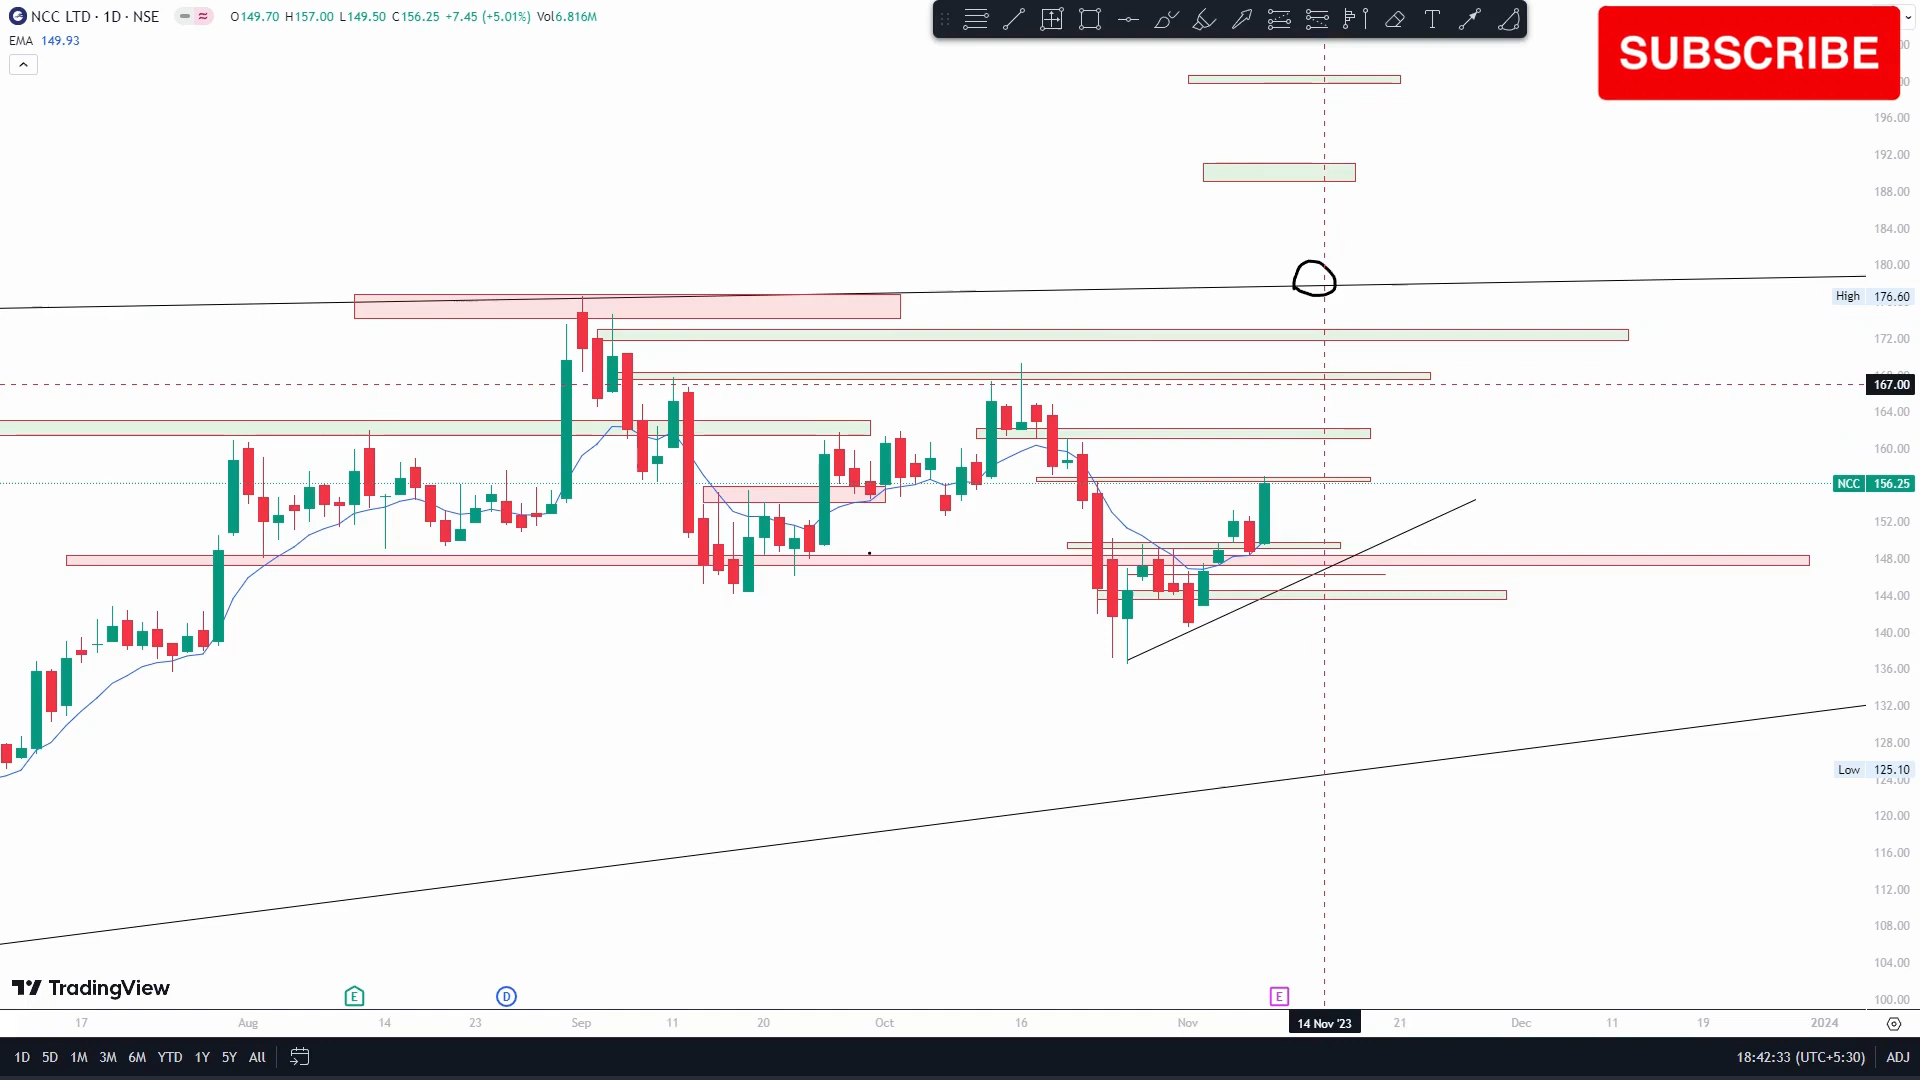 NCC LTD · 1D · NSE O149.70 H157.00 L149.50 C156.25 +7.45 (+5.01%) Vol6.816M
EMA 149.93
SUBSCRIBE
196.00
192.00
188.00
184.00
180.00
High 176.60
172.00
167.00
164.00
160.00
NCC 156.25
152.00
148.00
144.00
140.00
136.00
132.00
128.00
Low 125.10
124.00
120.00
116.00
112.00
108.00
104.00
100.00
TradingView
E D E
17 Aug 14 23 Sep 11 20 Oct 16 Nov 14 Nov '23 21 Dec 11 19 2024
1D 5D 1M 3M 6M YTD 1Y 5Y All 18:42:33 (UTC+5:30) ADJ